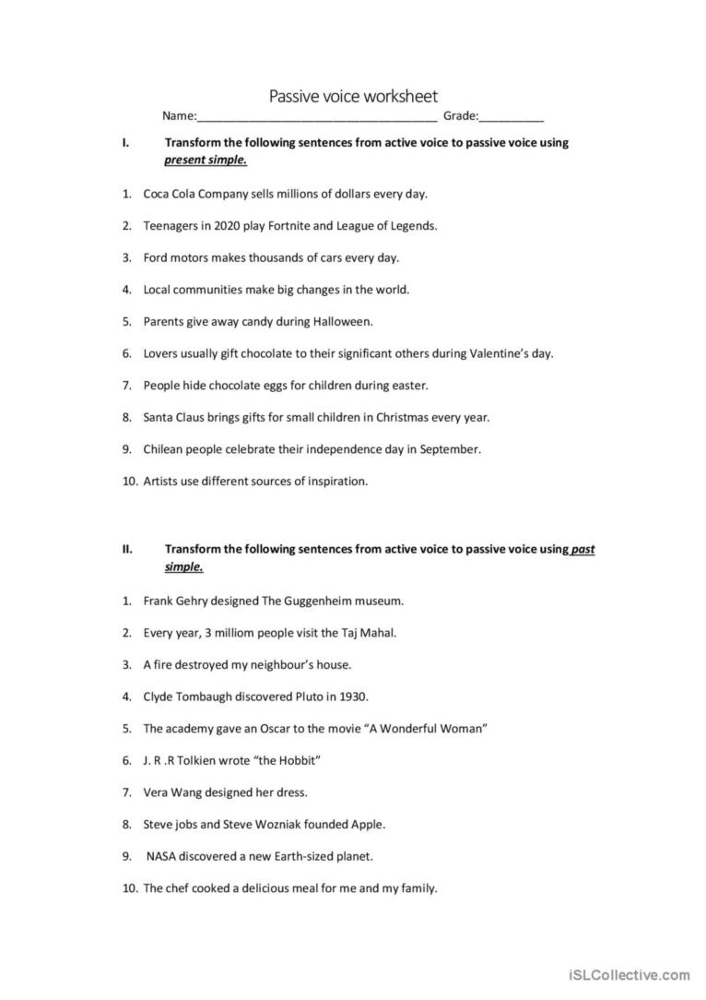 Passive voice worksheet
Name:_____________________________________ Grade:__________
I. Transform the following sentences from active voice to passive voice using
present simple.
1. Coca Cola Company sells millions of dollars every day.
2. Teenagers in 2020 play Fortnite and League of Legends.
3. Ford motors makes thousands of cars every day.
4. Local communities make big changes in the world.
5. Parents give away candy during Halloween.
6. Lovers usually gift chocolate to their significant others during Valentine’s day.
7. People hide chocolate eggs for children during easter.
8. Santa Claus brings gifts for small children in Christmas every year.
9. Chilean people celebrate their independence day in September.
10. Artists use different sources of inspiration.
II. Transform the following sentences from active voice to passive voice using past
simple.
1. Frank Gehry designed The Guggenheim museum.
2. Every year, 3 milliom people visit the Taj Mahal.
3. A fire destroyed my neighbour’s house.
4. Clyde Tombaugh discovered Pluto in 1930.
5. The academy gave an Oscar to the movie “A Wonderful Woman”
6. J. R .R Tolkien wrote “the Hobbit”
7. Vera Wang designed her dress.
8. Steve jobs and Steve Wozniak founded Apple.
9. NASA discovered a new Earth-sized planet.
10. The chef cooked a delicious meal for me and my family.
iSLCollective.com